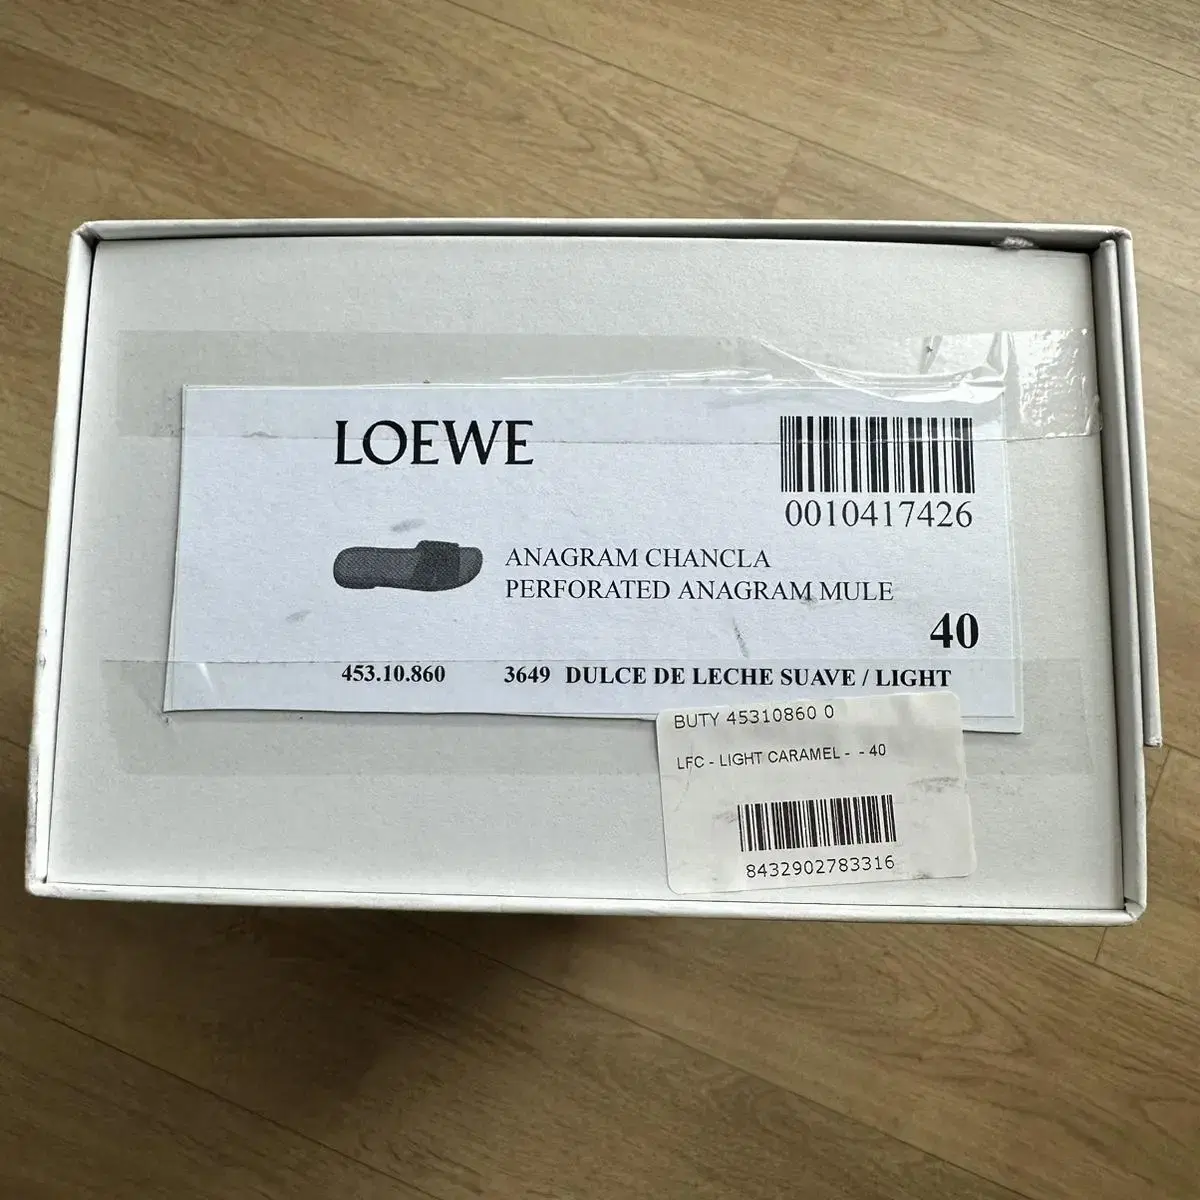 LOEWE
0010417426
ANAGRAM CHANCLA
PERFORATED ANAGRAM MULE
40
453.10.860 3649 DULCE DE LECHE SUAVE / LIGHT
BUTY 45310860 0
LFC - LIGHT CARAMEL - - 40
8432902783316